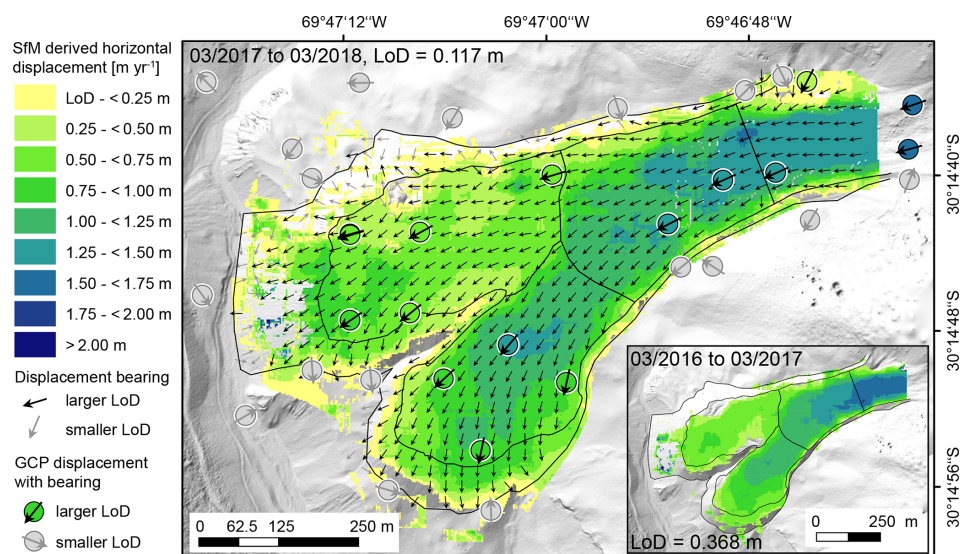 69°47'12''W
69°47'00''W
69°46'48''W
SfM derived horizontal
displacement [m yr⁻¹]
LoD - < 0.25 m
0.25 - < 0.50 m
0.50 - < 0.75 m
0.75 - < 1.00 m
1.00 - < 1.25 m
1.25 - < 1.50 m
1.50 - < 1.75 m
1.75 - < 2.00 m
> 2.00 m
Displacement bearing
larger LoD
smaller LoD
GCP displacement
with bearing
larger LoD
smaller LoD
03/2017 to 03/2018, LoD = 0.117 m
30°14'40''S
30°14'48''S
30°14'56''S
0 62.5 125 250 m
03/2016 to 03/2017
0 250 m
LoD = 0.368 m